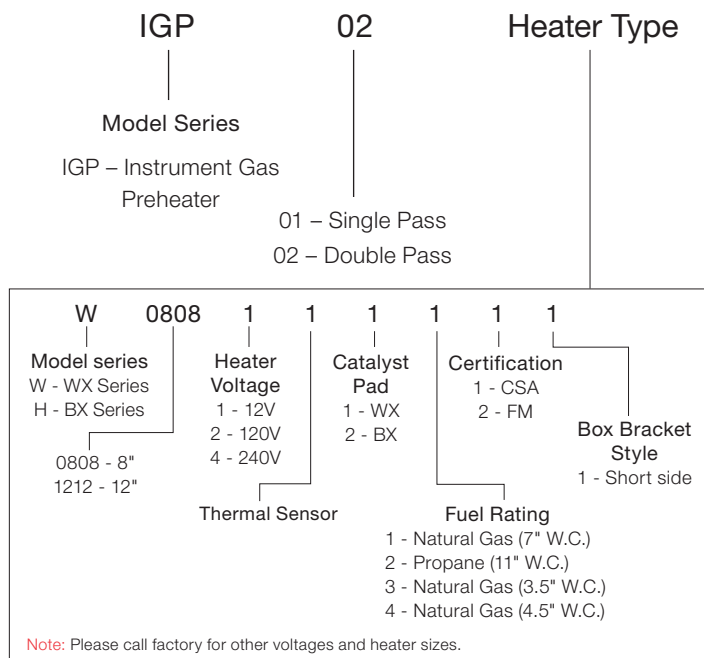 IGP 02 Heater Type
Model Series
IGP – Instrument Gas
Preheater
01 – Single Pass
02 – Double Pass
W 0808 1 1 1 1 1 1
Model series
W - WX Series
H - BX Series
0808 - 8"
1212 - 12"
Heater
Voltage
1 - 12V
2 - 120V
4 - 240V
Thermal Sensor
Catalyst
Pad
1 - WX
2 - BX
Fuel Rating
1 - Natural Gas (7" W.C.)
2 - Propane (11" W.C.)
3 - Natural Gas (3.5" W.C.)
4 - Natural Gas (4.5" W.C.)
Certification
1 - CSA
2 - FM
Box Bracket
Style
1 - Short side
Note: Please call factory for other voltages and heater sizes.